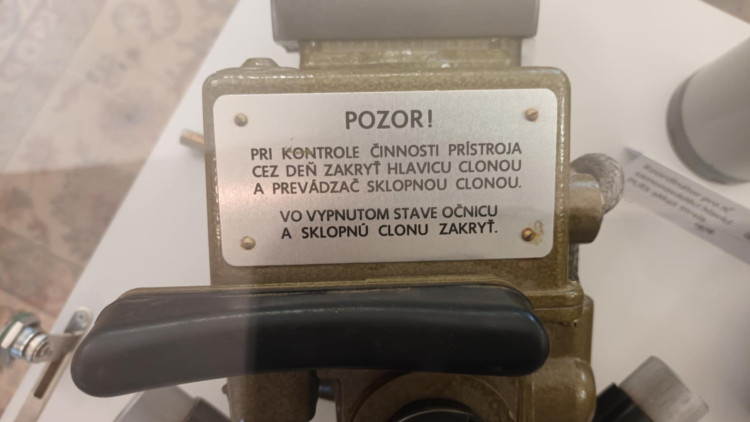 POZOR!
PRI KONTROLE ČINNOSTI PRÍSTROJA
CEZ DEŇ ZAKRYŤ HLAVICU CLONOU
A PREVÁDZAČ SKLOPNOU CLONOU.
VO VYPNUTOM STAVE OČNICU
A SKLOPNÚ CLONU ZAKRYŤ.